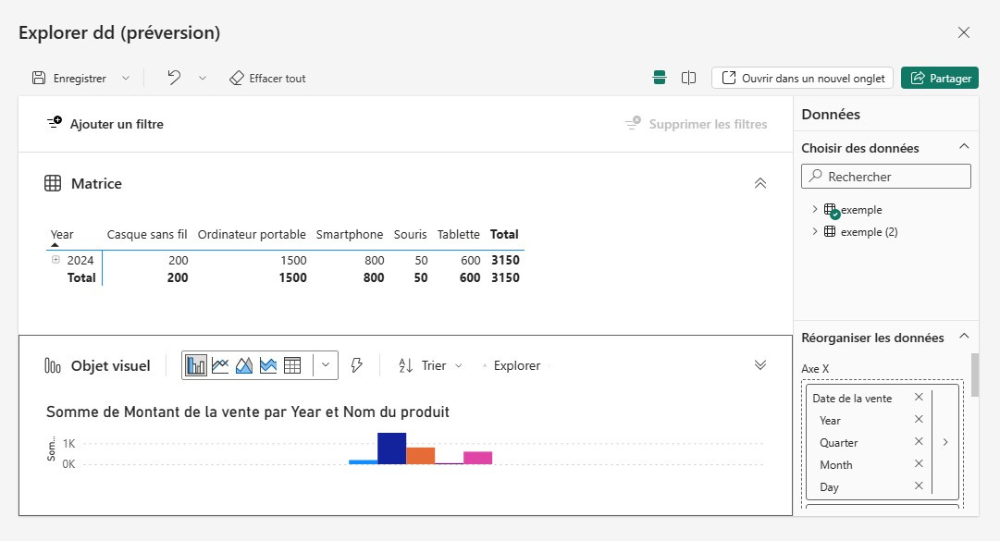 Explorer dd (préversion)
Enregistrer
Effacer tout
Ouvrir dans un nouvel onglet
Partager
Ajouter un filtre
Supprimer les filtres
Données
Choisir des données
Rechercher
exemple
exemple (2)
Matrice
Year Casque sans fil Ordinateur portable Smartphone Souris Tablette Total
2024 200 1500 800 50 600 3150
Total 200 1500 800 50 600 3150
Objet visuel
Trier
Explorer
Somme de Montant de la vente par Year et Nom du produit
Som...
1K
0K
Réorganiser les données
Axe X
Date de la vente
Year
Quarter
Month
Day